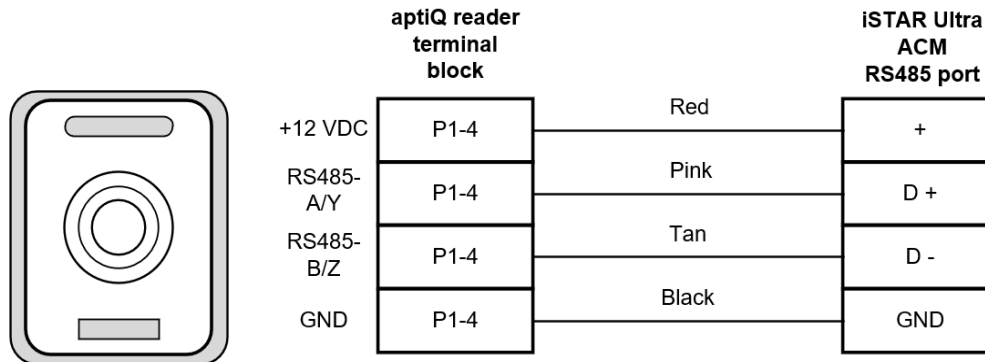 aptiQ reader
terminal
block
iSTAR Ultra
ACM
RS485 port
+12 VDC
P1-4
Red
+
RS485-
A/Y
P1-4
Pink
D +
RS485-
B/Z
P1-4
Tan
D -
GND
P1-4
Black
GND